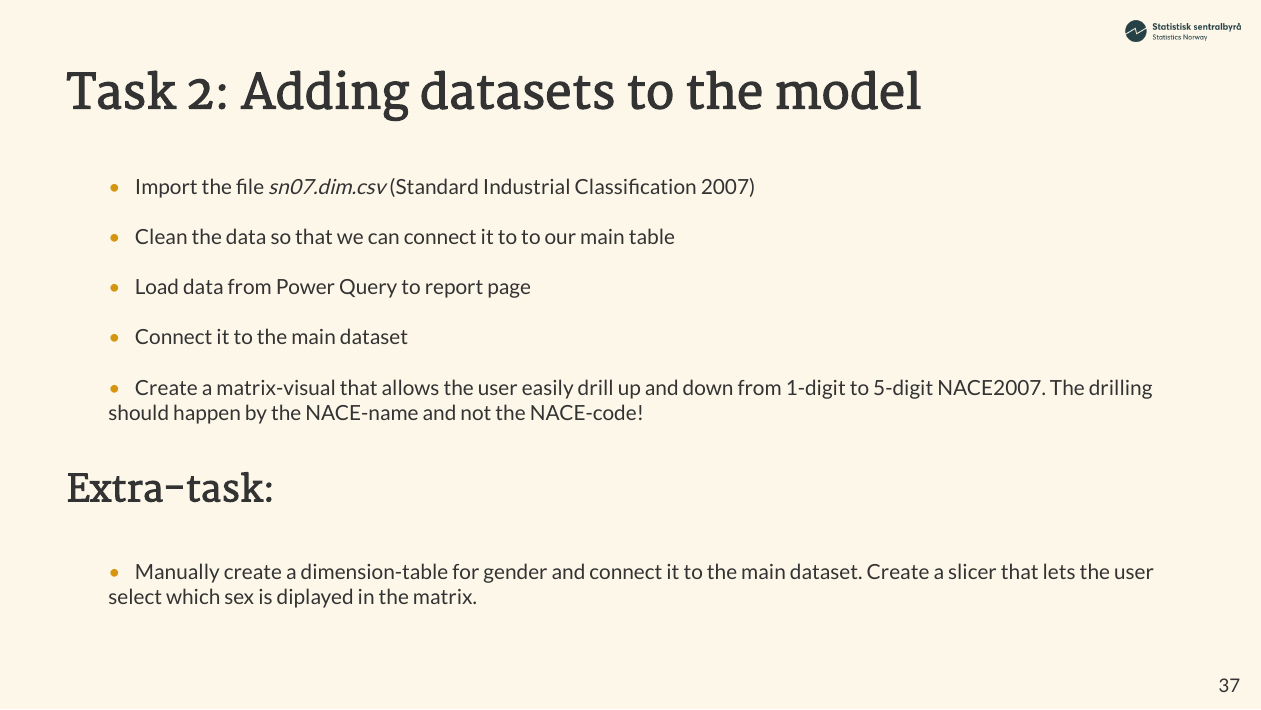 Statistisk sentralbyrå
Statistics Norway
Task 2: Adding datasets to the model
• Import the file sn07.dim.csv (Standard Industrial Classification 2007)
• Clean the data so that we can connect it to to our main table
• Load data from Power Query to report page
• Connect it to the main dataset
• Create a matrix-visual that allows the user easily drill up and down from 1-digit to 5-digit NACE2007. The drilling
should happen by the NACE-name and not the NACE-code!
Extra-task:
• Manually create a dimension-table for gender and connect it to the main dataset. Create a slicer that lets the user
select which sex is diplayed in the matrix.
37